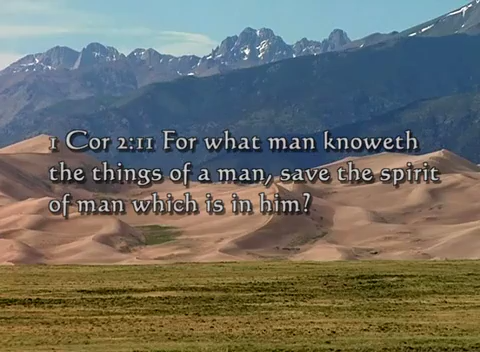 1 Cor 2:11 For what man knoweth
the things of a man, save the spirit
of man which is in him?